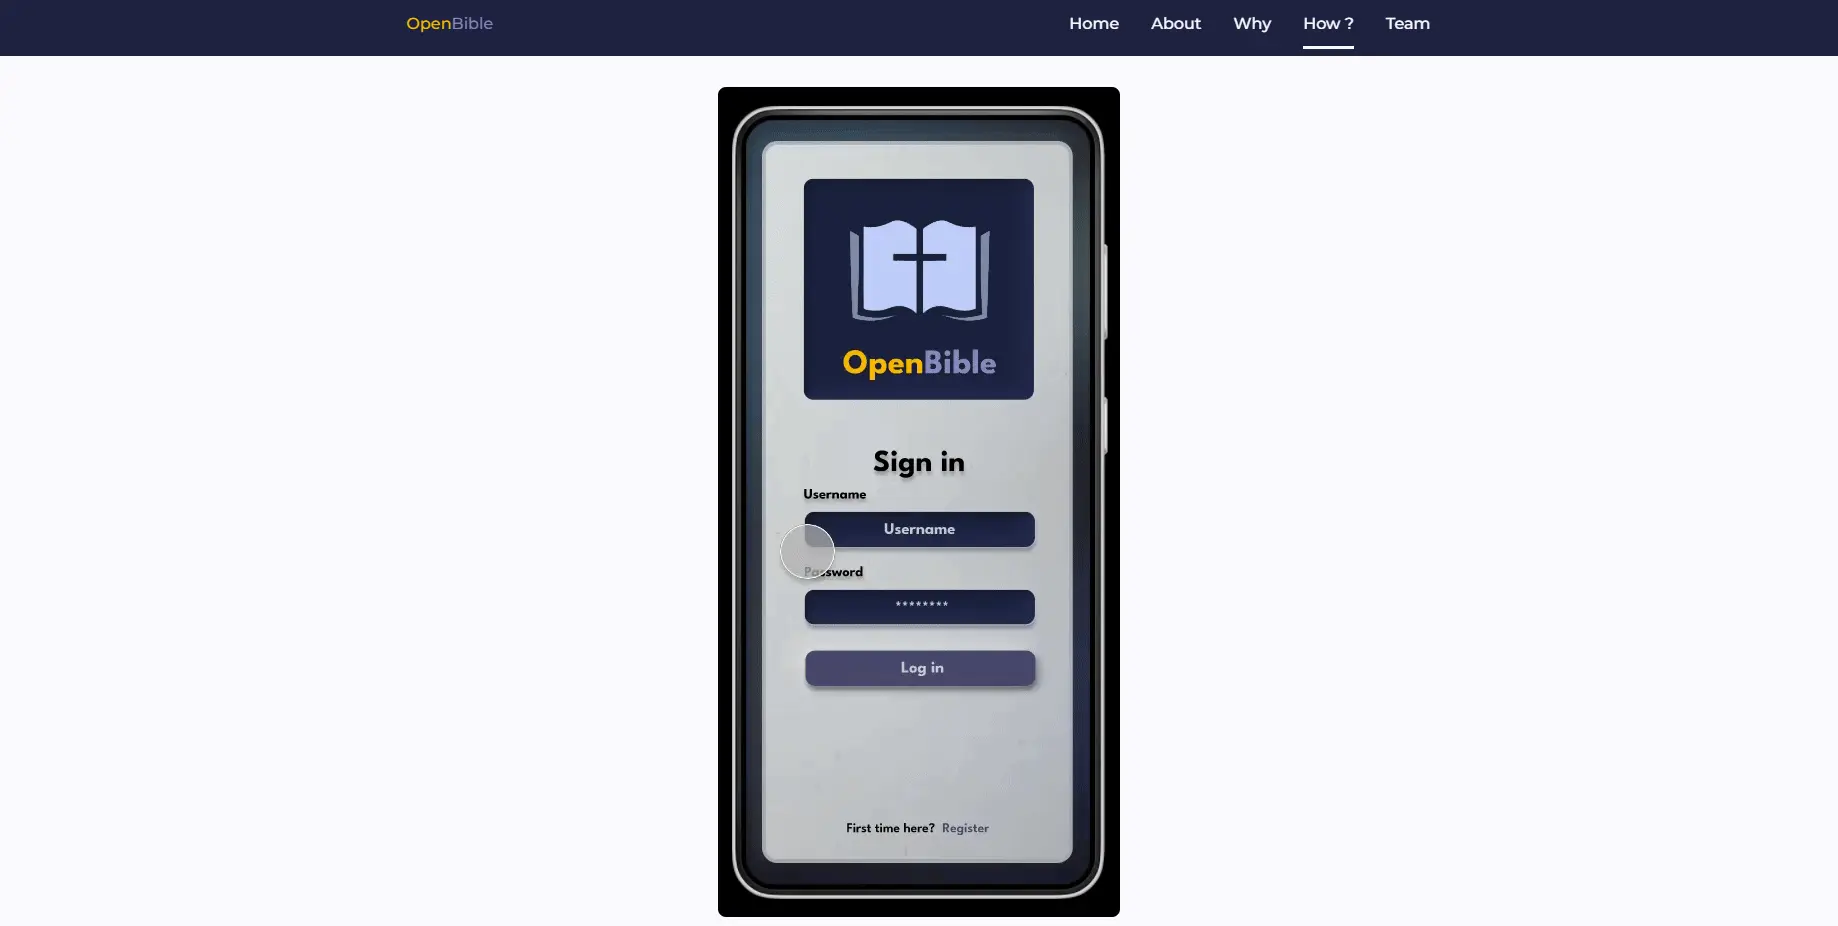 OpenBible
Home About Why How ? Team
OpenBible
Sign in
Username
Username
Password
********
Log in
First time here? Register